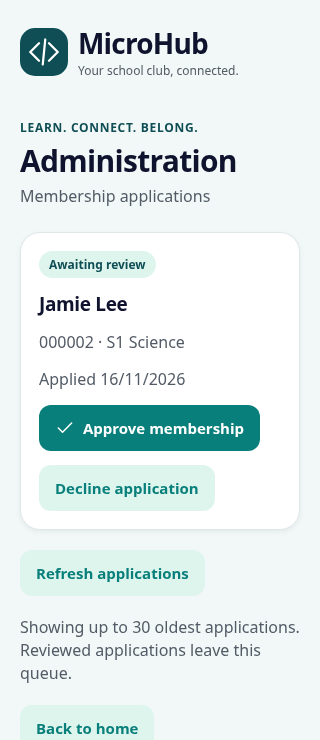 MicroHub
Your school club, connected.
LEARN. CONNECT. BELONG.
Administration
Membership applications
Awaiting review
Jamie Lee
000002 · S1 Science
Applied 16/11/2026
Approve membership
Decline application
Refresh applications
Showing up to 30 oldest applications.
Reviewed applications leave this
queue.
Back to home